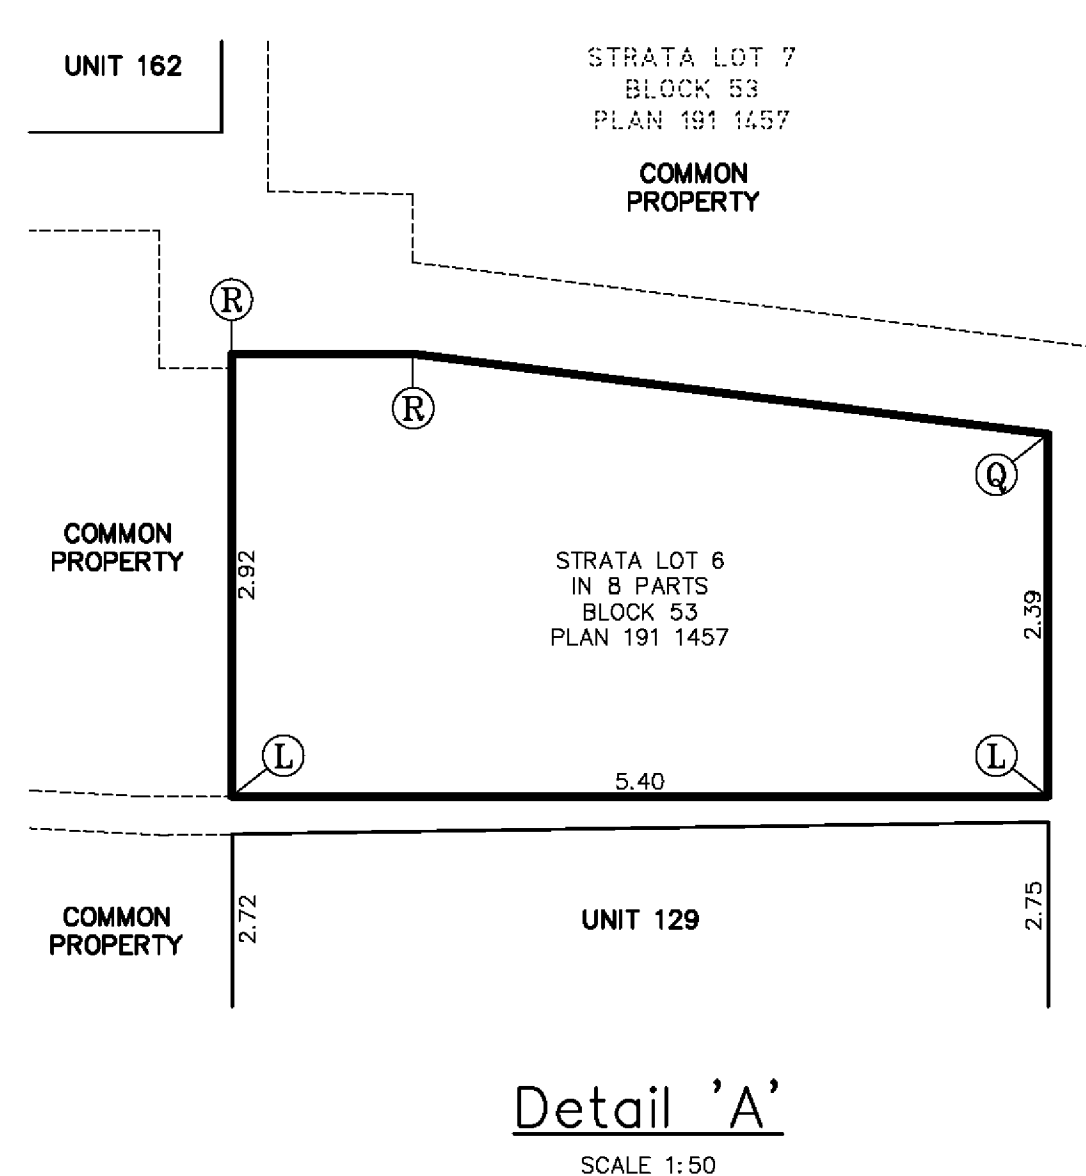 UNIT 162
STRATA LOT 7
BLOCK 53
PLAN 191 1457
COMMON
PROPERTY
R
R
Q
COMMON
PROPERTY
2.92
STRATA LOT 6
IN 8 PARTS
BLOCK 53
PLAN 191 1457
2.39
L
L
5.40
COMMON
PROPERTY
2.72
UNIT 129
2.75
Detail 'A'
SCALE 1:50